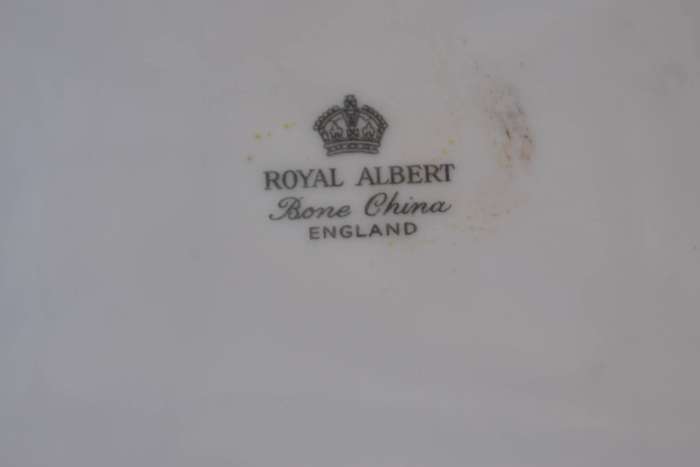 ROYAL ALBERT
Bone China
ENGLAND